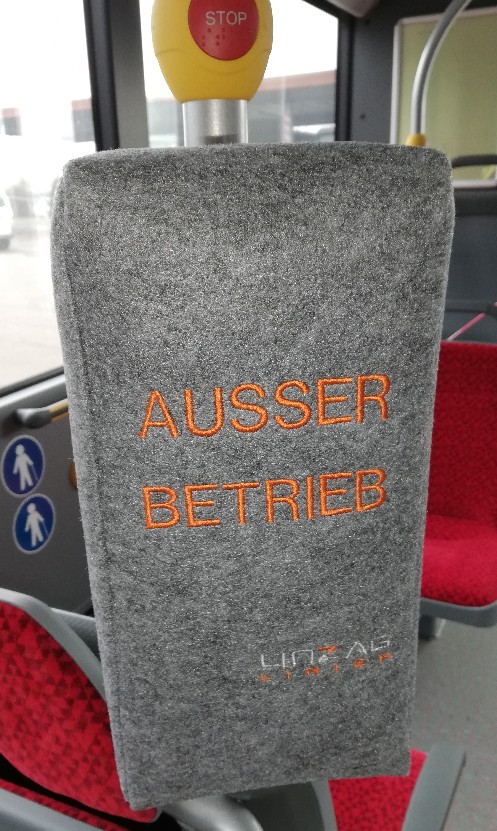 STOP
AUSSER
BETRIEB
LINZ AG
LINIEN